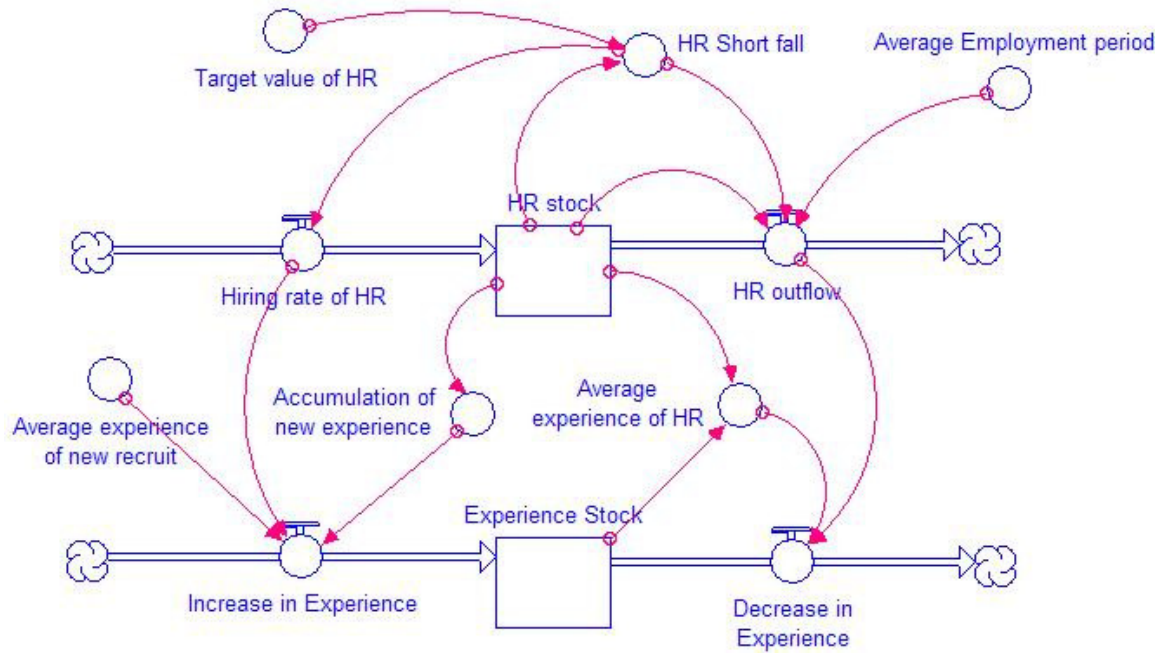 HR Short fall
Average Employment period
Target value of HR
HR stock
Hiring rate of HR
HR outflow
Accumulation of
new experience
Average
experience of HR
Average experience
of new recruit
Experience Stock
Increase in Experience
Decrease in
Experience